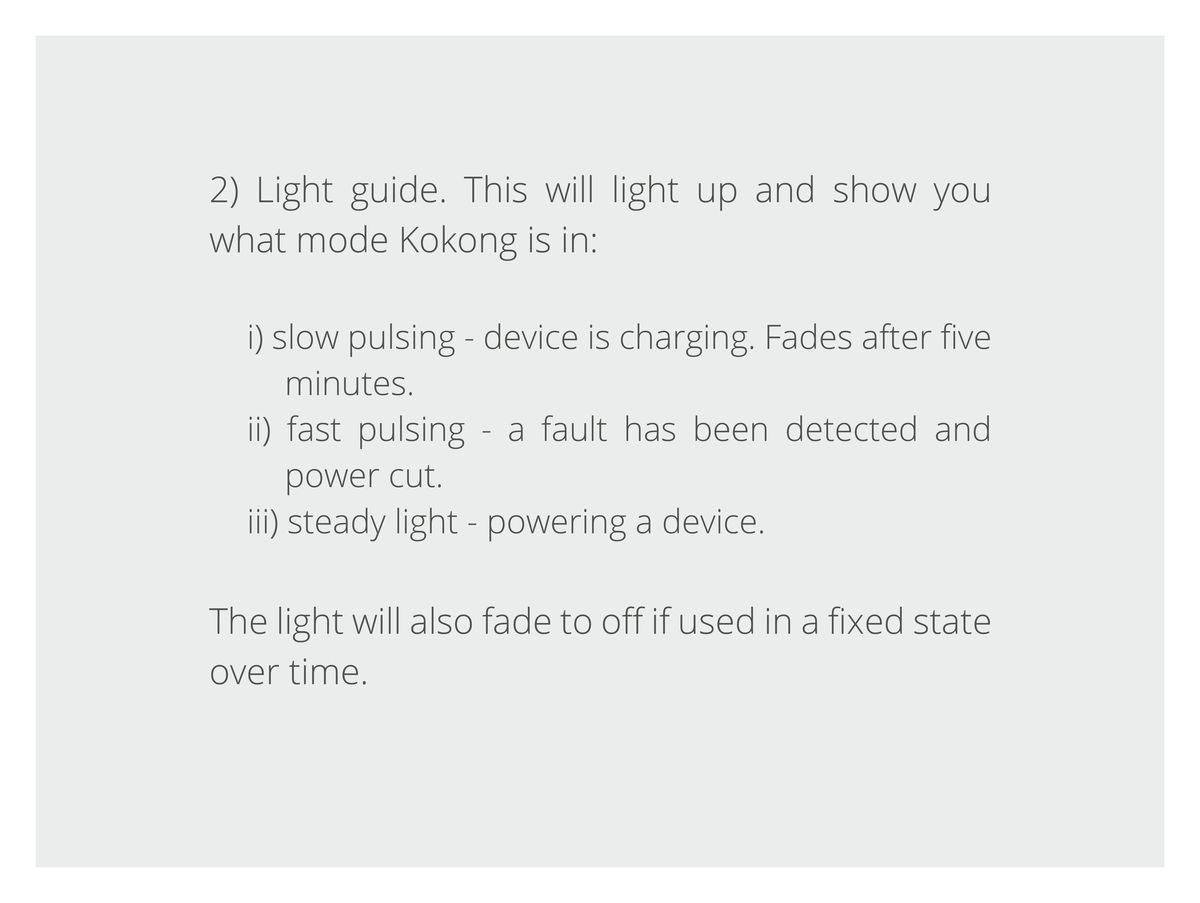 2) Light guide. This will light up and show you
what mode Kokong is in:
i) slow pulsing - device is charging. Fades after five
minutes.
ii) fast pulsing - a fault has been detected and
power cut.
iii) steady light - powering a device.
The light will also fade to off if used in a fixed state
over time.